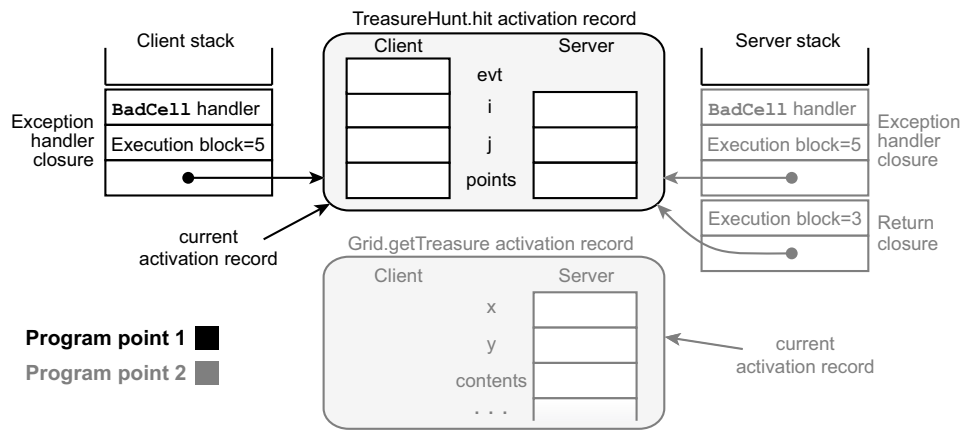 TreasureHunt.hit activation record
Client stack
Client
Server
Server stack
evt
i
j
points
BadCell handler
Execution block=5
Exception
handler
closure
BadCell handler
Execution block=5
Exception
handler
closure
Execution block=3
Return
closure
current
activation record
Grid.getTreasure activation record
Client
Server
x
y
contents
. . .
current
activation record
Program point 1
Program point 2